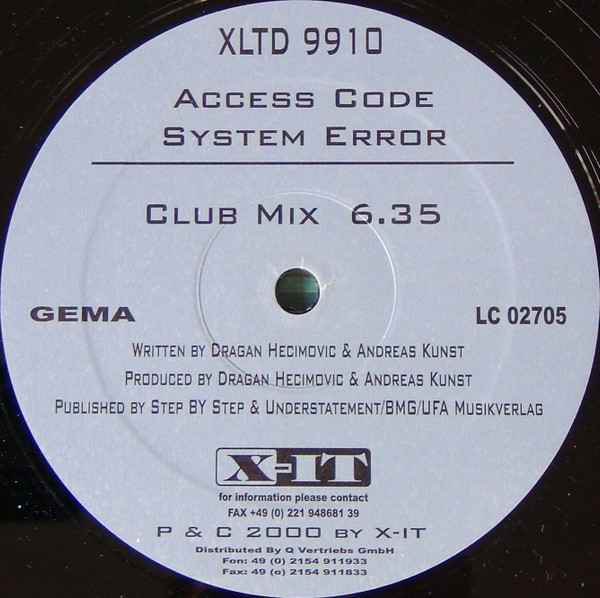 XLTD 9910
Access Code
System Error
Club Mix 6.35
GEMA
LC 02705
Written by Dragan Hecimovic & Andreas Kunst
Produced by Dragan Hecimovic & Andreas Kunst
Published by Step BY Step & Understatement/BMG/UFA Musikverlag
X-IT
for information please contact
FAX +49 (0) 221 948681 39
P & C 2000 by X-IT
Distributed By Q Vertriebs GmbH
Fon: 49 (0) 2154 911933
Fax: 49 (o) 2154 911833